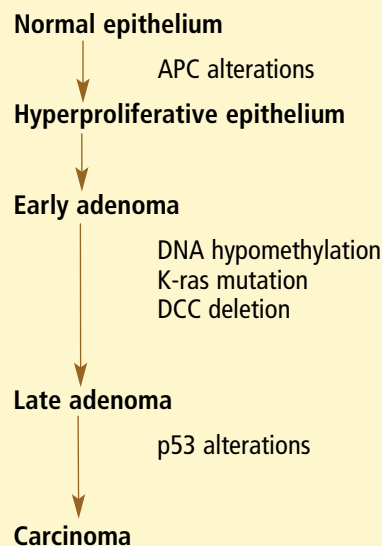 Normal epithelium
APC alterations
Hyperproliferative epithelium
Early adenoma
DNA hypomethylation
K-ras mutation
DCC deletion
Late adenoma
p53 alterations
Carcinoma